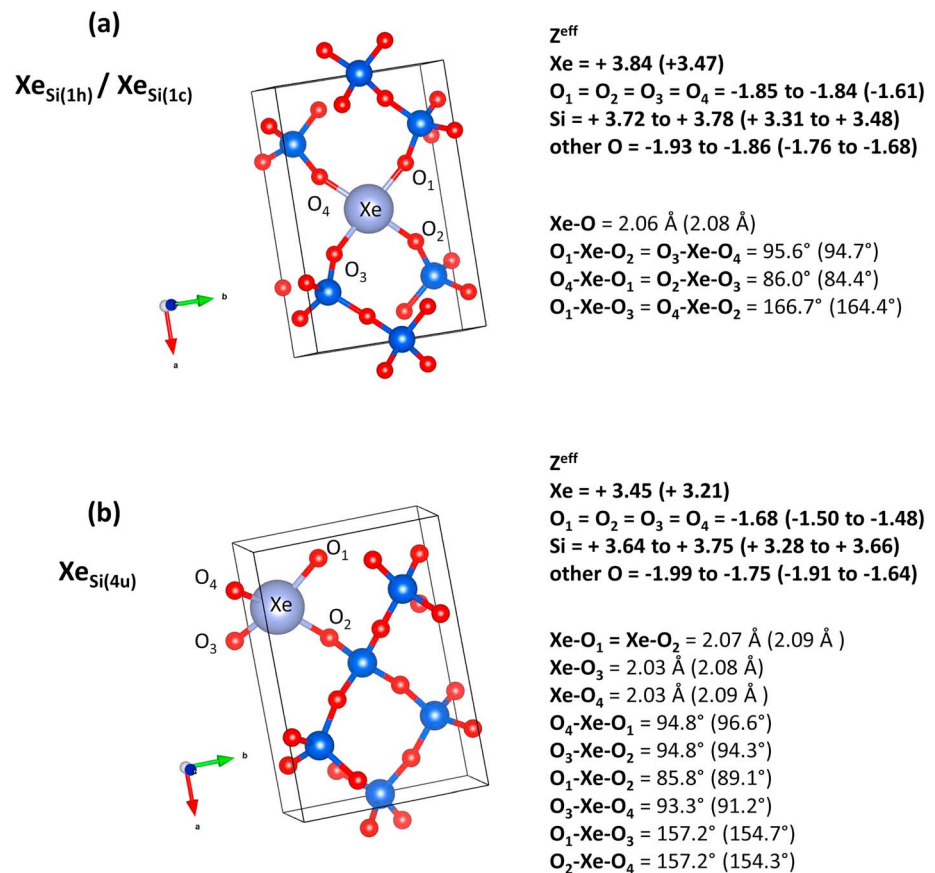 (a)
Xe_Si(1h) / Xe_Si(1c)
O₁
O₄
Xe
O₂
O₃
b
a
Z^eff
Xe = + 3.84 (+3.47)
O₁ = O₂ = O₃ = O₄ = -1.85 to -1.84 (-1.61)
Si = + 3.72 to + 3.78 (+ 3.31 to + 3.48)
other O = -1.93 to -1.86 (-1.76 to -1.68)
Xe-O = 2.06 Å (2.08 Å)
O₁-Xe-O₂ = O₃-Xe-O₄ = 95.6° (94.7°)
O₄-Xe-O₁ = O₂-Xe-O₃ = 86.0° (84.4°)
O₁-Xe-O₃ = O₄-Xe-O₂ = 166.7° (164.4°)
(b)
Xe_Si(4u)
O₁
O₄
Xe
O₂
O₃
b
a
Z^eff
Xe = + 3.45 (+ 3.21)
O₁ = O₂ = O₃ = O₄ = -1.68 (-1.50 to -1.48)
Si = + 3.64 to + 3.75 (+ 3.28 to + 3.66)
other O = -1.99 to -1.75 (-1.91 to -1.64)
Xe-O₁ = Xe-O₂ = 2.07 Å (2.09 Å )
Xe-O₃ = 2.03 Å (2.08 Å)
Xe-O₄ = 2.03 Å (2.09 Å )
O₄-Xe-O₁ = 94.8° (96.6°)
O₃-Xe-O₂ = 94.8° (94.3°)
O₁-Xe-O₂ = 85.8° (89.1°)
O₃-Xe-O₄ = 93.3° (91.2°)
O₁-Xe-O₃ = 157.2° (154.7°)
O₂-Xe-O₄ = 157.2° (154.3°)